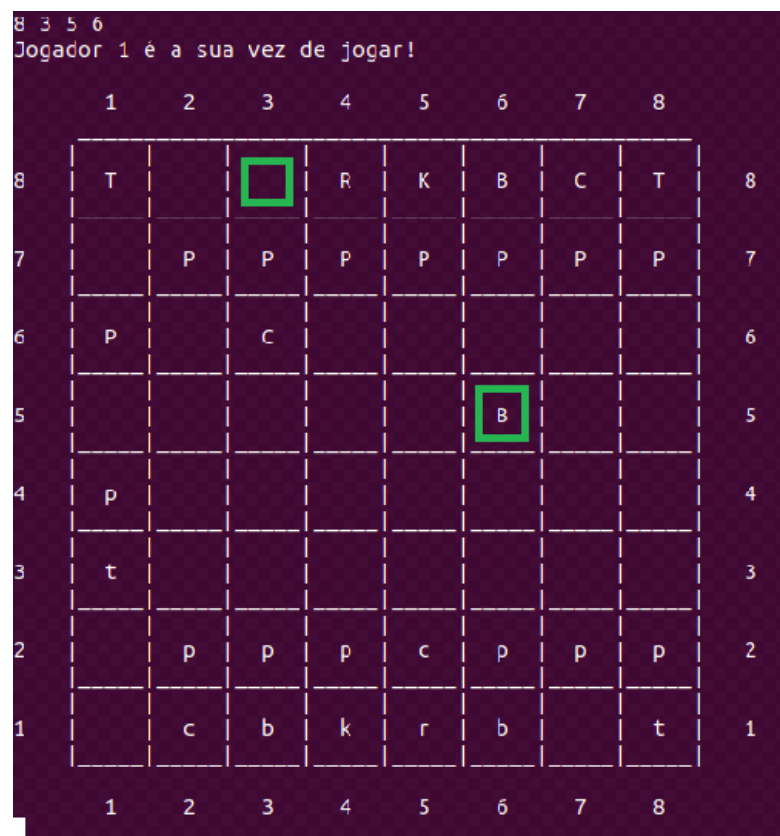 8 3 5 6
Jogador 1 é a sua vez de jogar!
1 2 3 4 5 6 7 8
8 T R K B C T 8
7 P P P P P P P 7
6 P C 6
5 B 5
4 p 4
3 t 3
2 p p p c p p p 2
1 c b k r b t 1
1 2 3 4 5 6 7 8